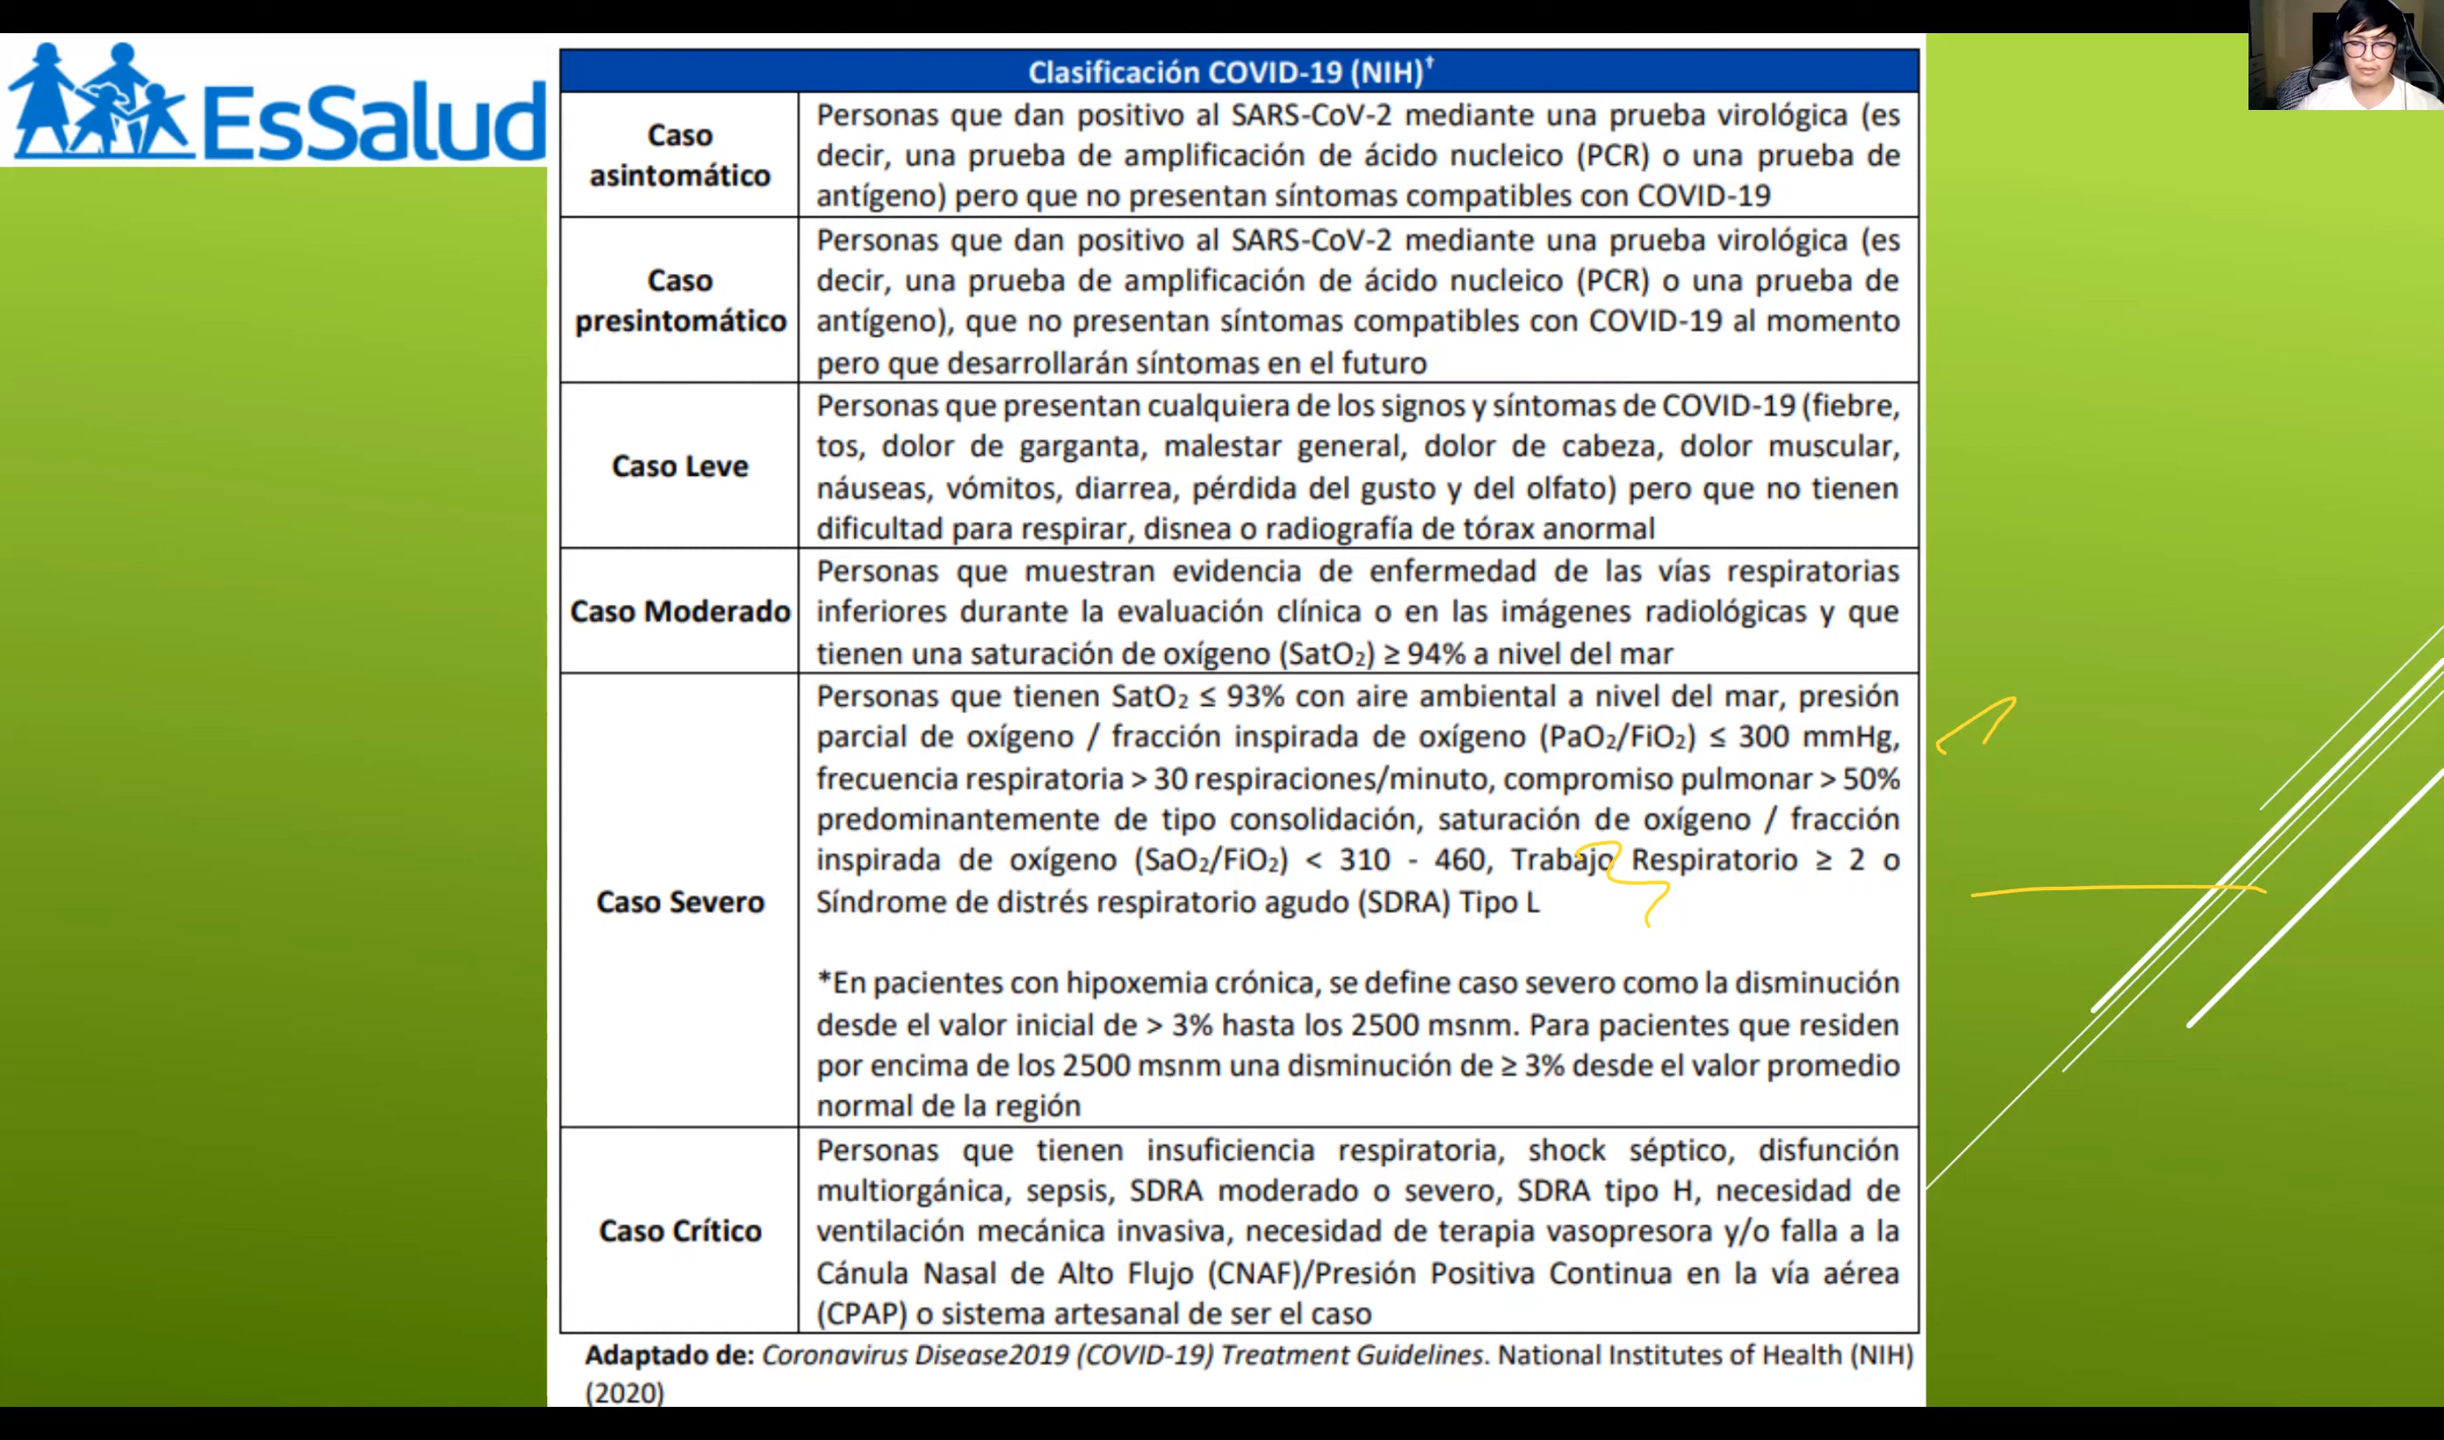 EsSalud
Clasificación COVID-19 (NIH)†
Caso
asintomático
Personas que dan positivo al SARS-CoV-2 mediante una prueba virológica (es
decir, una prueba de amplificación de ácido nucleico (PCR) o una prueba de
antígeno) pero que no presentan síntomas compatibles con COVID-19
Caso
presintomático
Personas que dan positivo al SARS-CoV-2 mediante una prueba virológica (es
decir, una prueba de amplificación de ácido nucleico (PCR) o una prueba de
antígeno), que no presentan síntomas compatibles con COVID-19 al momento
pero que desarrollarán síntomas en el futuro
Caso Leve
Personas que presentan cualquiera de los signos y síntomas de COVID-19 (fiebre,
tos, dolor de garganta, malestar general, dolor de cabeza, dolor muscular,
náuseas, vómitos, diarrea, pérdida del gusto y del olfato) pero que no tienen
dificultad para respirar, disnea o radiografía de tórax anormal
Caso Moderado
Personas que muestran evidencia de enfermedad de las vías respiratorias
inferiores durante la evaluación clínica o en las imágenes radiológicas y que
tienen una saturación de oxígeno (SatO₂) ≥ 94% a nivel del mar
Caso Severo
Personas que tienen SatO₂ ≤ 93% con aire ambiental a nivel del mar, presión
parcial de oxígeno / fracción inspirada de oxígeno (PaO₂/FiO₂) ≤ 300 mmHg,
frecuencia respiratoria > 30 respiraciones/minuto, compromiso pulmonar > 50%
predominantemente de tipo consolidación, saturación de oxígeno / fracción
inspirada de oxígeno (SaO₂/FiO₂) < 310 - 460, Trabajo Respiratorio ≥ 2 o
Síndrome de distrés respiratorio agudo (SDRA) Tipo L
*En pacientes con hipoxemia crónica, se define caso severo como la disminución
desde el valor inicial de > 3% hasta los 2500 msnm. Para pacientes que residen
por encima de los 2500 msnm una disminución de ≥ 3% desde el valor promedio
normal de la región
Caso Crítico
Personas que tienen insuficiencia respiratoria, shock séptico, disfunción
multiorgánica, sepsis, SDRA moderado o severo, SDRA tipo H, necesidad de
ventilación mecánica invasiva, necesidad de terapia vasopresora y/o falla a la
Cánula Nasal de Alto Flujo (CNAF)/Presión Positiva Continua en la vía aérea
(CPAP) o sistema artesanal de ser el caso
Adaptado de: Coronavirus Disease2019 (COVID-19) Treatment Guidelines. National Institutes of Health (NIH)
(2020)